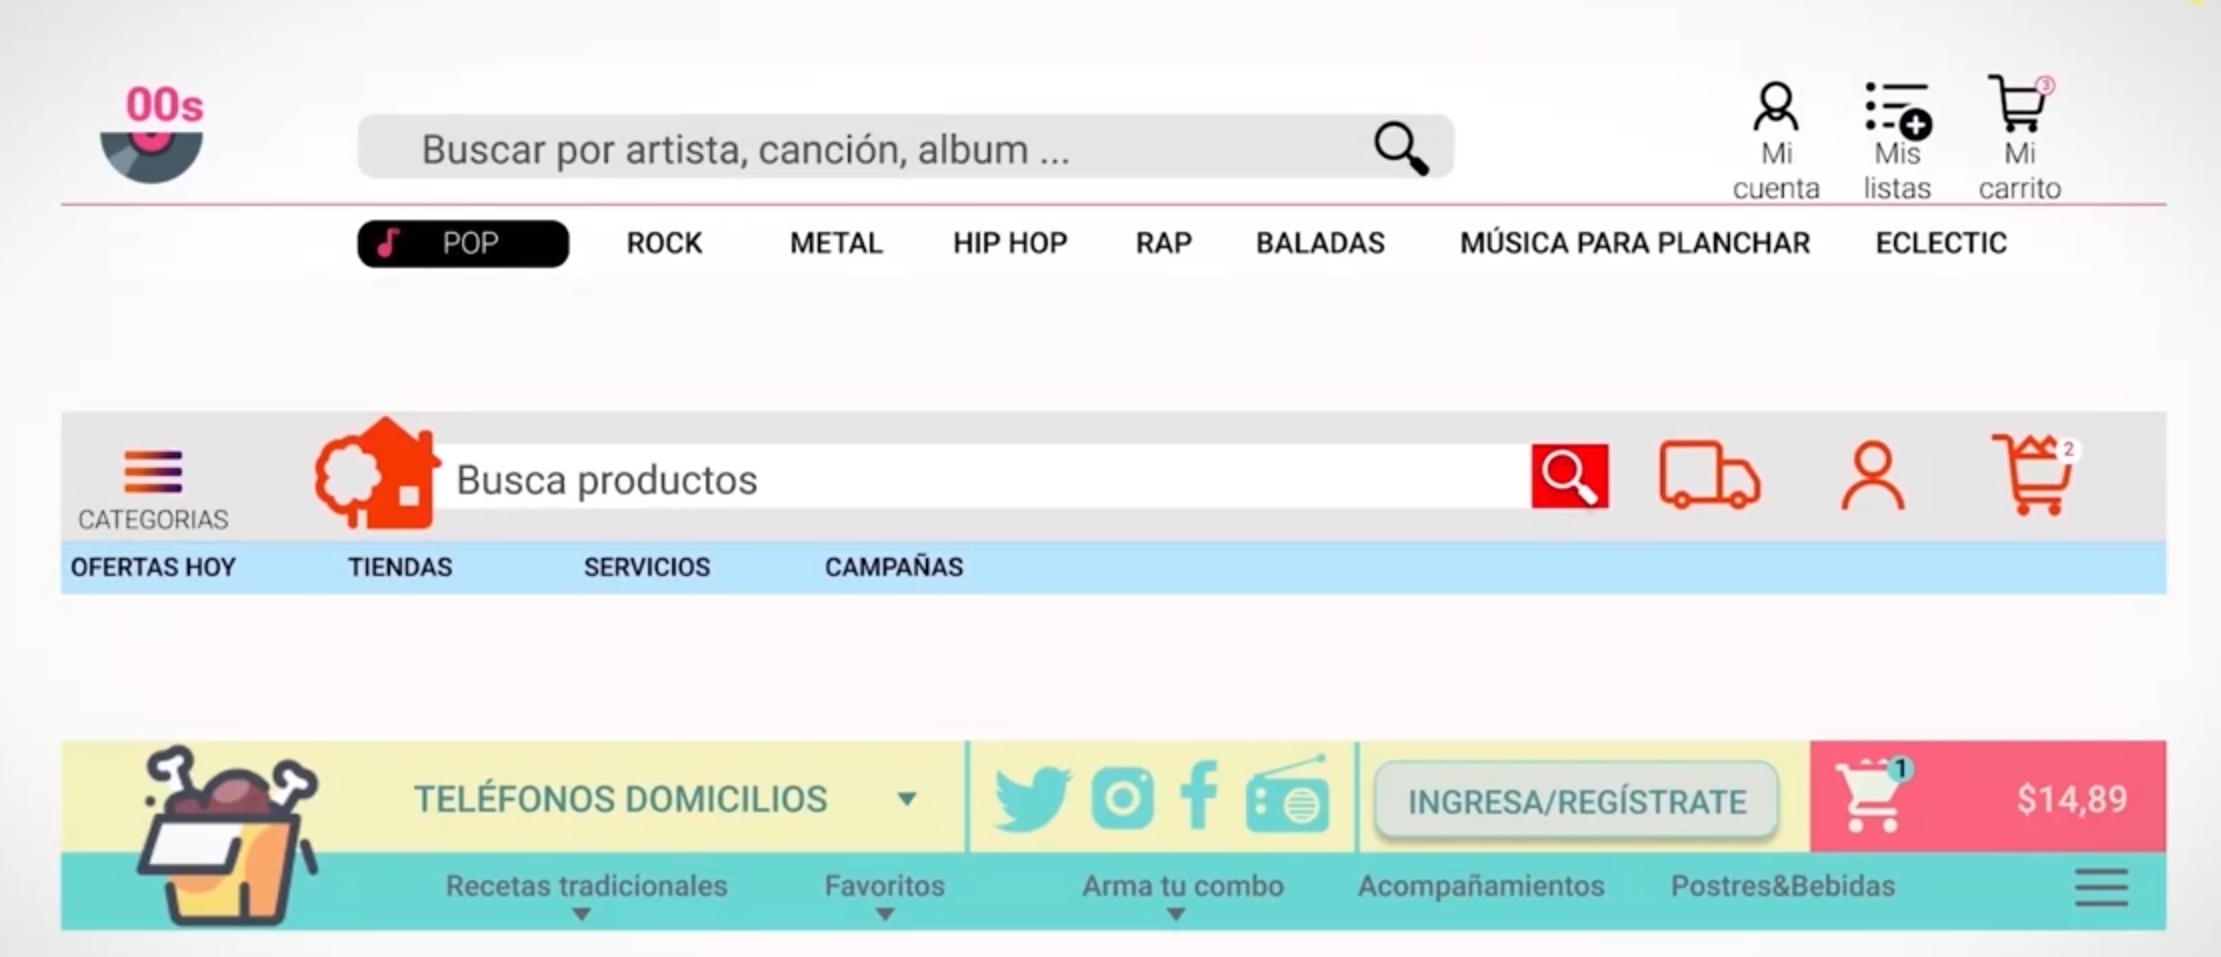 00s
Buscar por artista, canción, album ...
3
Mi cuenta
Mis listas
Mi carrito
POP ROCK METAL HIP HOP RAP BALADAS MÚSICA PARA PLANCHAR ECLECTIC
CATEGORIAS
Busca productos
2
OFERTAS HOY TIENDAS SERVICIOS CAMPAÑAS
TELÉFONOS DOMICILIOS
INGRESA/REGÍSTRATE
1
$14,89
Recetas tradicionales Favoritos Arma tu combo Acompañamientos Postres&Bebidas